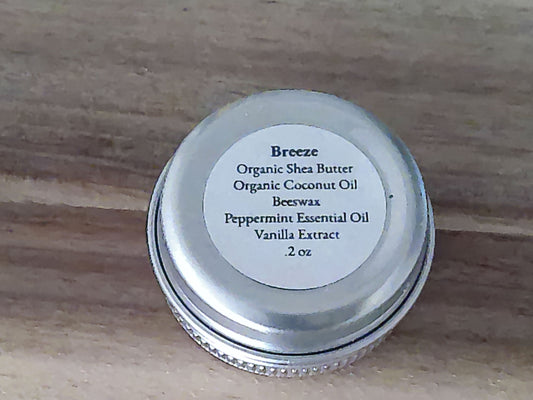 Breeze
Organic Shea Butter
Organic Coconut Oil
Beeswax
Peppermint Essential Oil
Vanilla Extract
.2 oz